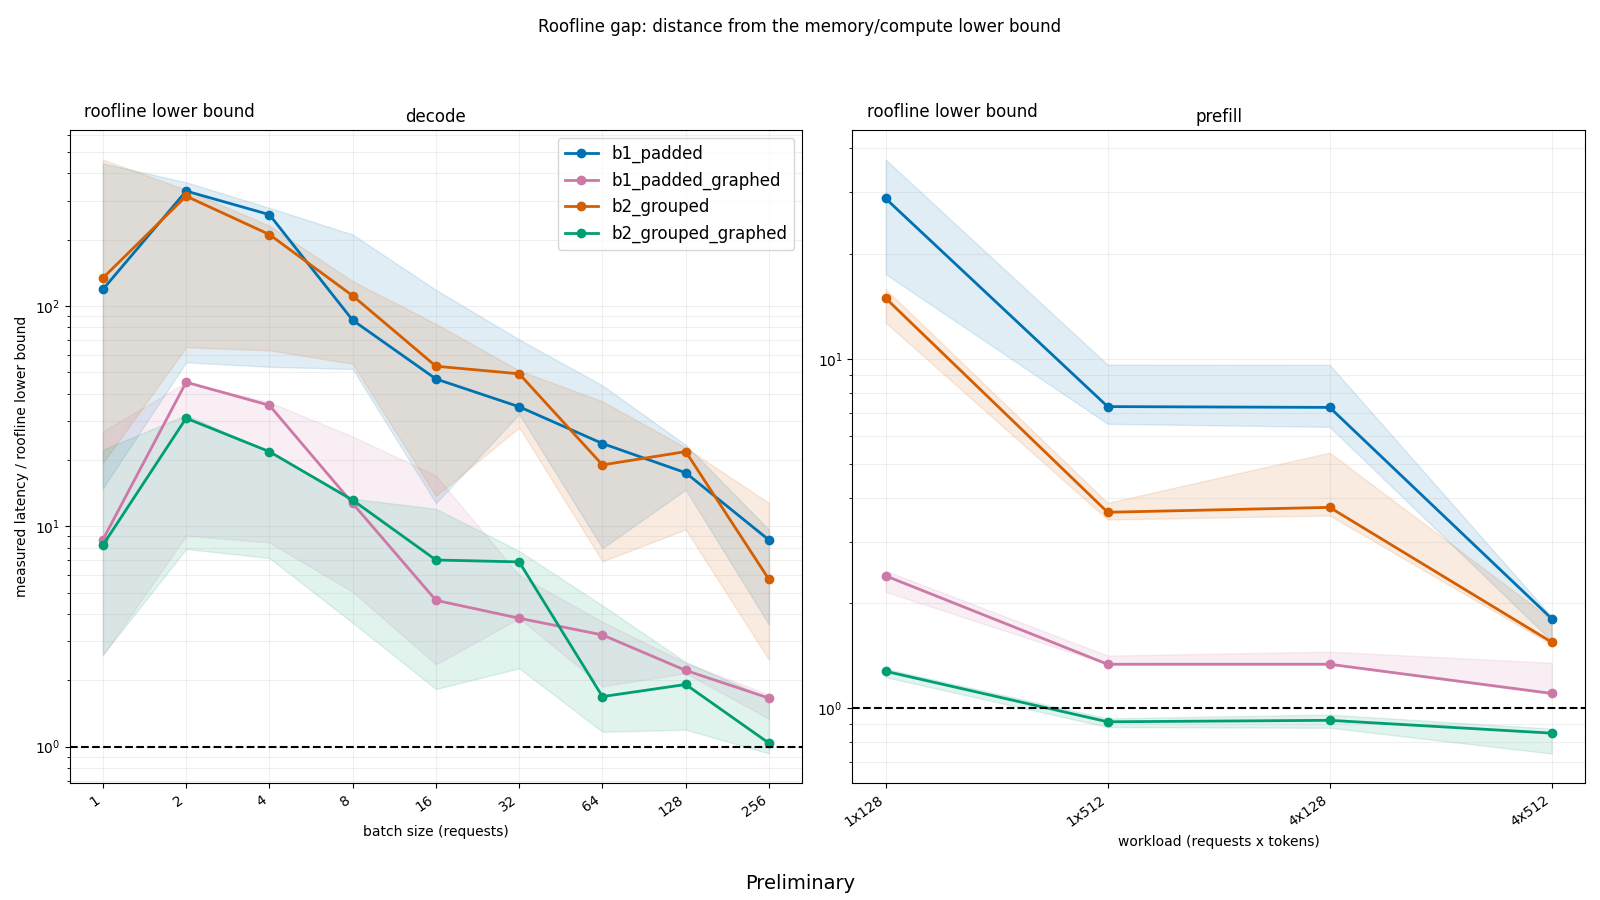 Roofline gap: distance from the memory/compute lower bound
roofline lower bound
decode
b1_padded
b1_padded_graphed
b2_grouped
b2_grouped_graphed
measured latency / roofline lower bound
10²
10¹
10⁰
1
2
4
8
16
32
64
128
256
batch size (requests)
roofline lower bound
prefill
10¹
10⁰
1x128
1x512
4x128
4x512
workload (requests x tokens)
Preliminary